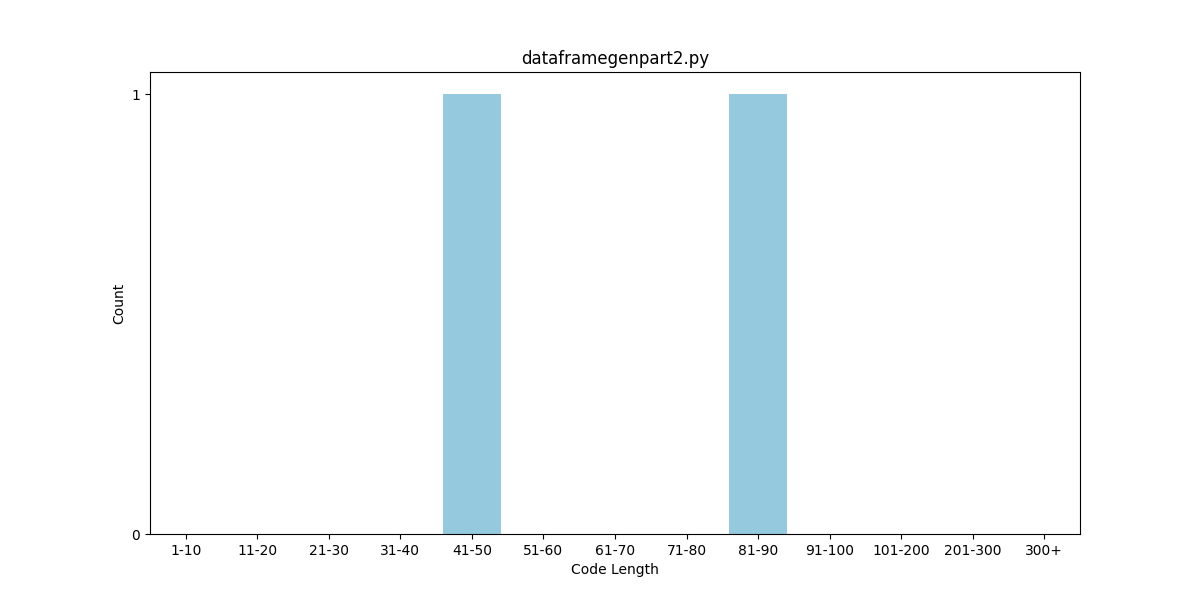 dataframegenpart2.py
1
Count
0
1-10 11-20 21-30 31-40 41-50 51-60 61-70 71-80 81-90 91-100 101-200 201-300 300+
Code Length